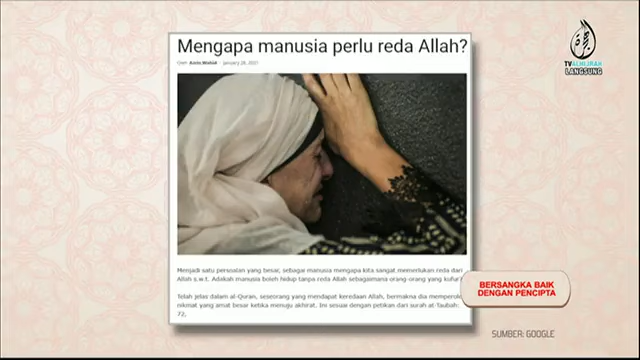 Mengapa manusia perlu reda Allah?
January 28, 2021
TV ALHIJRAH
LANGSUNG
Menjadi satu persoalan yang besar, sebagai manusia mengapa kita sangat memerlukan reda dari
Allah s.w.t. Adakah manusia boleh hidup tanpa reda Allah sebagaimana orang-orang yang kufur
Telah jelas dalam al-Quran, seseorang yang mendapat keredaan Allah, bermakna dia memperole
nikmat yang amat besar ketika menuju akhirat. Ini sesuai dengan petikan dari surah at-Taubah:
72,
BERSANGKA BAIK
DENGAN PENCIPTA
SUMBER: GOOGLE